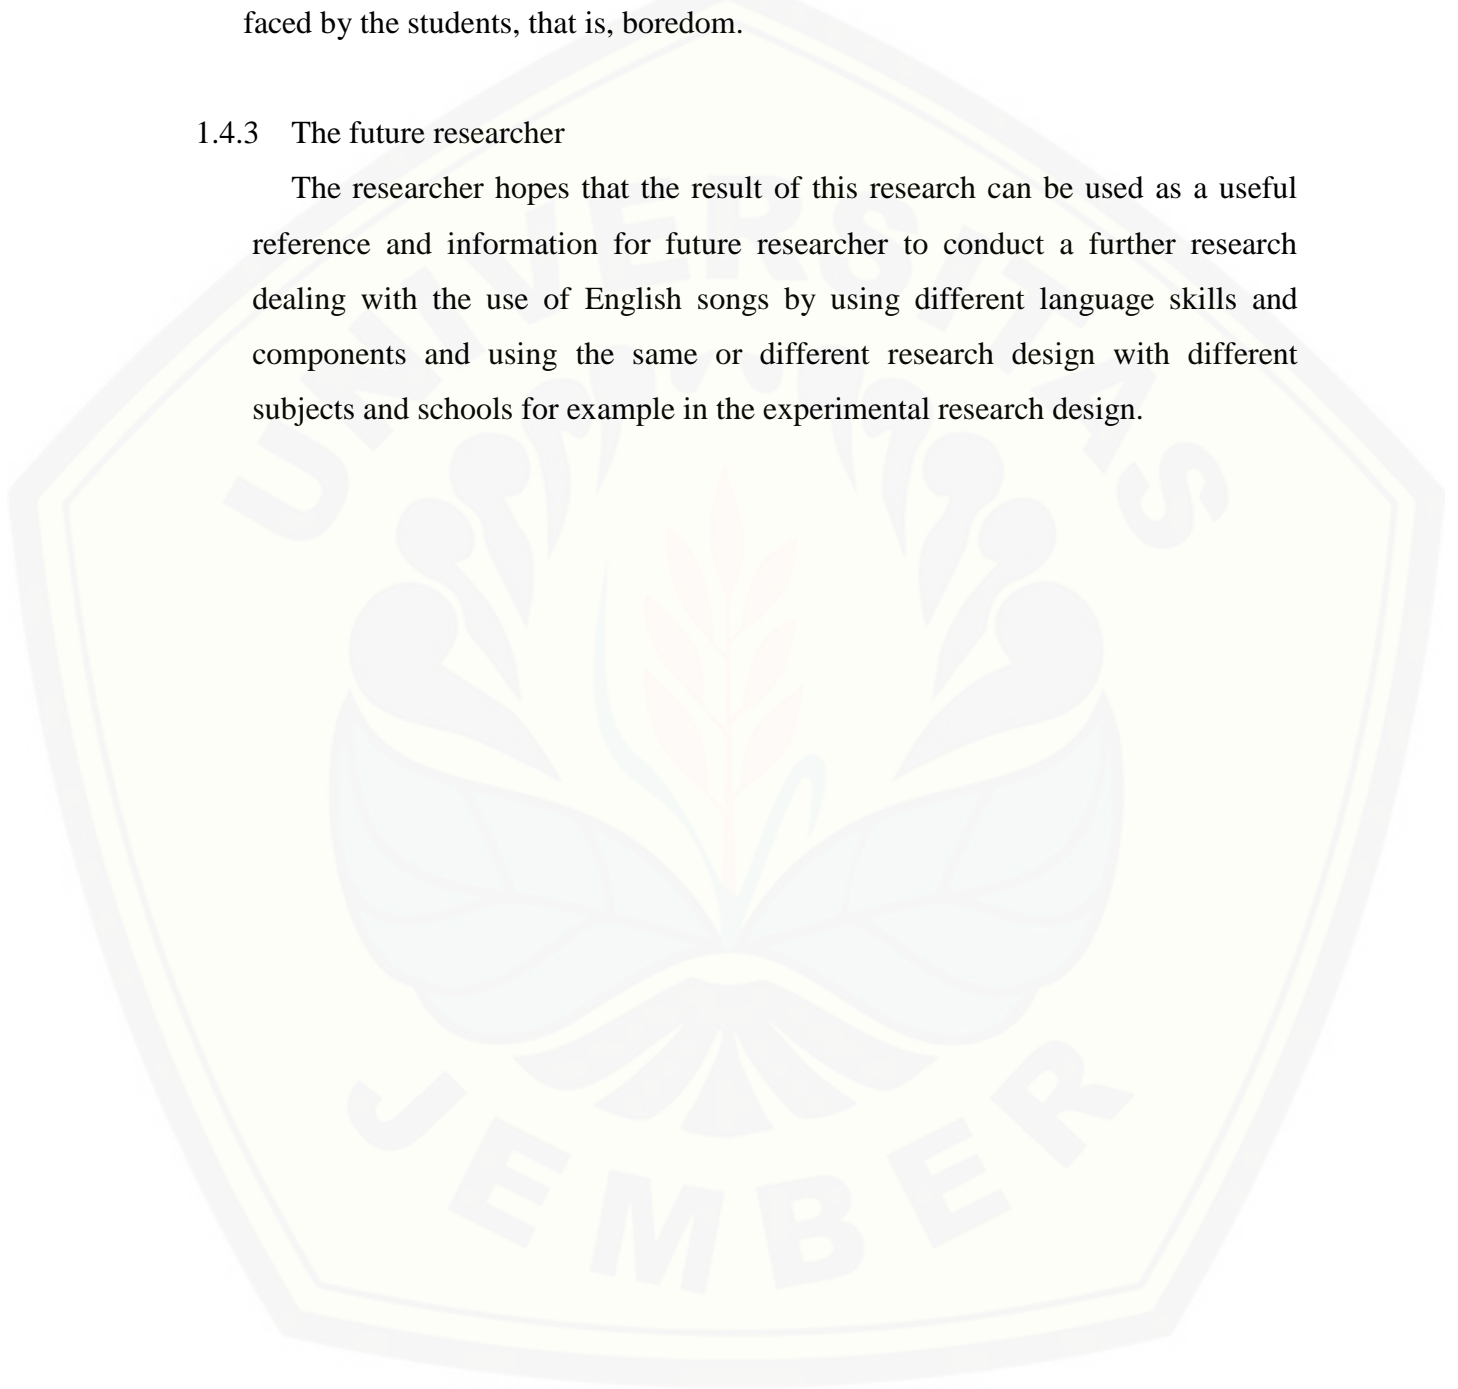 faced by the students, that is, boredom.
1.4.3 The future researcher
The researcher hopes that the result of this research can be used as a useful
reference and information for future researcher to conduct a further research
dealing with the use of English songs by using different language skills and
components and using the same or different research design with different
subjects and schools for example in the experimental research design.
UNIVERSITAS
JEMBER